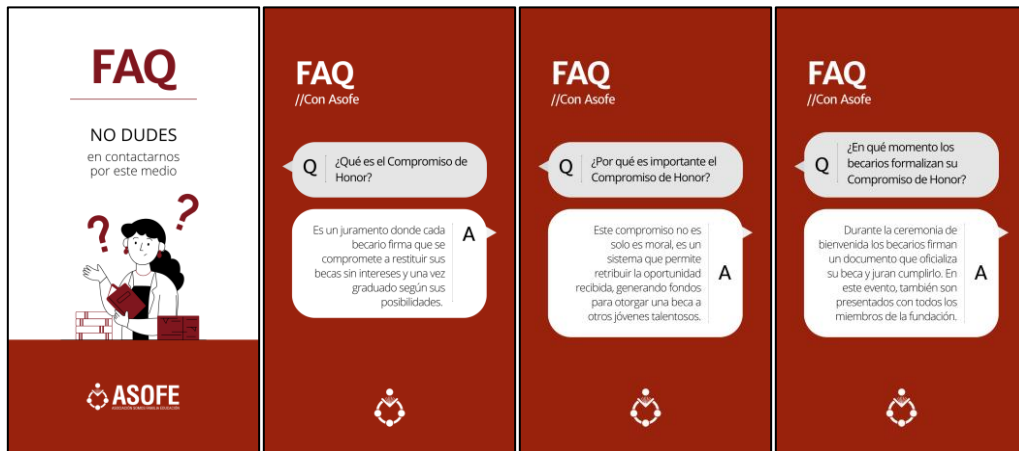 FAQ
NO DUDES
en contactarnos
por este medio
? ?
ASOFE
FAQ
//Con Asofe
Q
¿Qué es el Compromiso de
Honor?
Es un juramento donde cada
becario firma que se
compromete a restituir sus
becas sin intereses y una vez
graduado según sus
posibilidades.
A
FAQ
//Con Asofe
Q
¿Por qué es importante el
Compromiso de Honor?
Este compromiso no es
solo es moral, es un
sistema que permite
retribuir la oportunidad
recibida, generando fondos
para otorgar una beca a
otros jóvenes talentosos.
A
FAQ
//Con Asofe
Q
¿En qué momento los
becarios formalizan su
Compromiso de Honor?
Durante la ceremonia de
bienvenida los becarios firman
un documento que oficializa
su beca y juran cumplirlo. En
este evento, también son
presentados con todos los
miembros de la fundación.
A